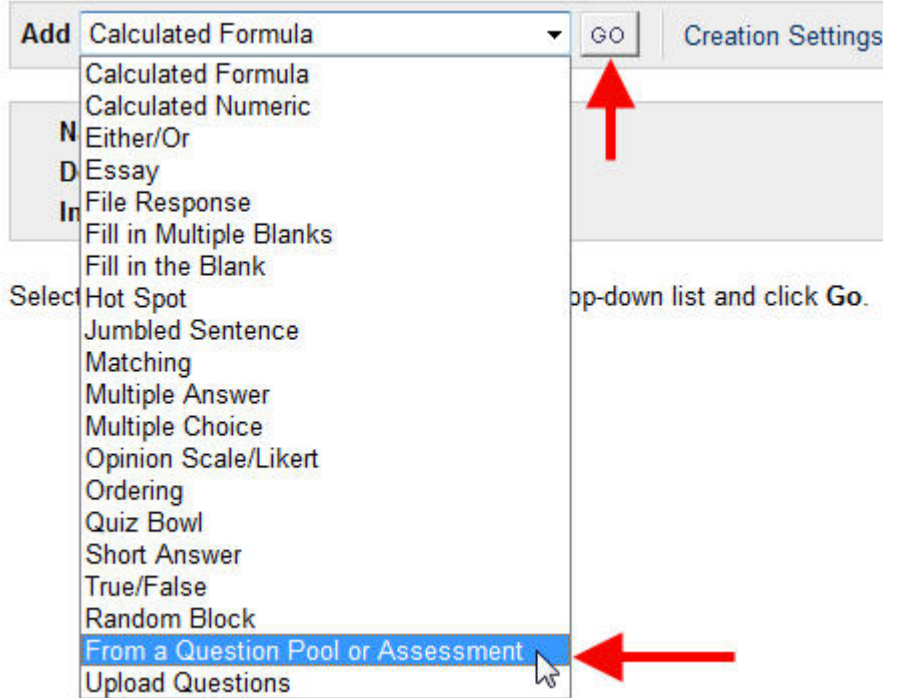 Add Calculated Formula GO Creation Settings
Calculated Formula
Calculated Numeric
N Either/Or
D Essay
In File Response
Fill in Multiple Blanks
Fill in the Blank
Select Hot Spot op-down list and click Go.
Jumbled Sentence
Matching
Multiple Answer
Multiple Choice
Opinion Scale/Likert
Ordering
Quiz Bowl
Short Answer
True/False
Random Block
From a Question Pool or Assessment
Upload Questions